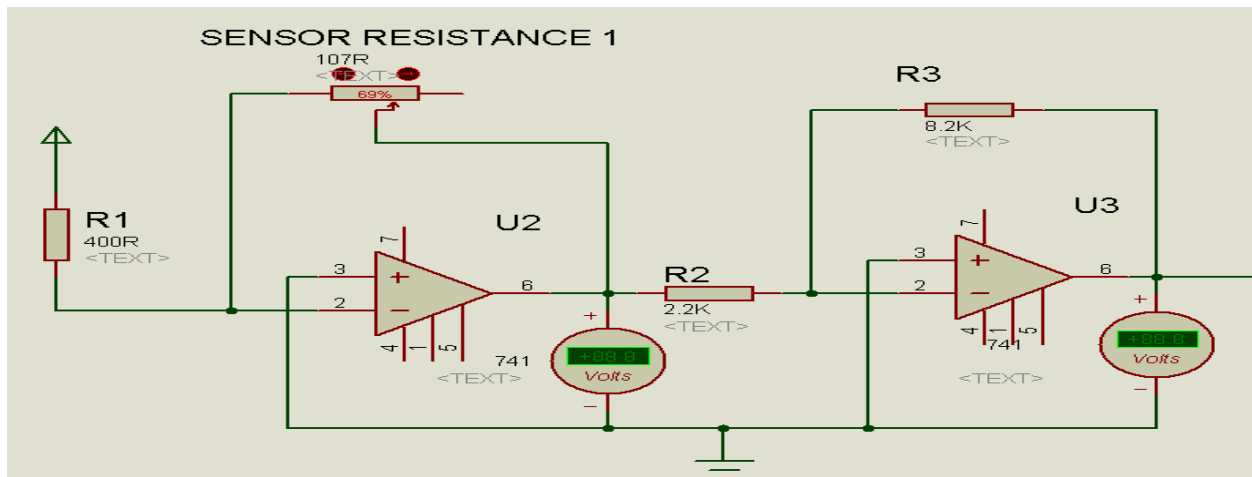 SENSOR RESISTANCE 1
107R
<TEXT>
69%
R1
400R
<TEXT>
U2
7
3
+
6
2
−
4
1
5
741
<TEXT>
+
+88.8
Volts
−
R2
2.2K
<TEXT>
R3
8.2K
<TEXT>
U3
7
3
+
6
2
−
4
1
5
741
<TEXT>
+
+88.8
Volts
−